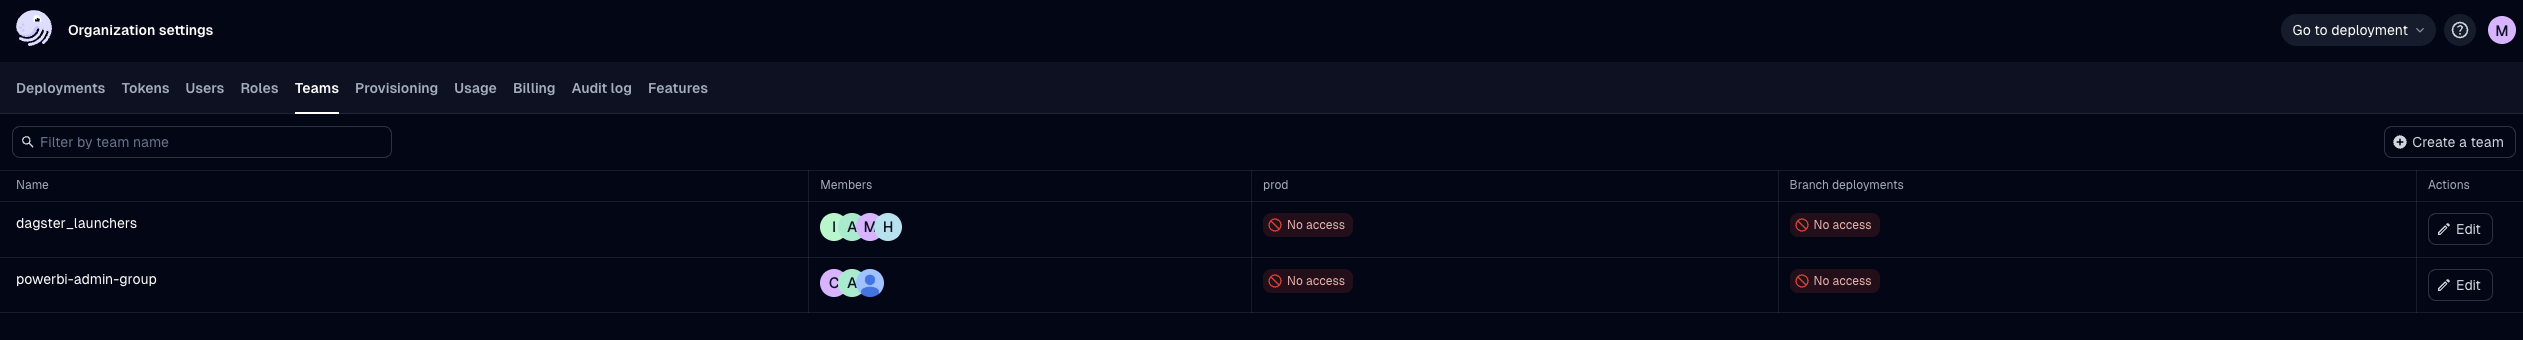 Organization settings
Go to deployment
M
Deployments Tokens Users Roles Teams Provisioning Usage Billing Audit log Features
Filter by team name
Create a team
Name Members prod Branch deployments Actions
dagster_launchers I A M H No access No access Edit
powerbi-admin-group C A No access No access Edit